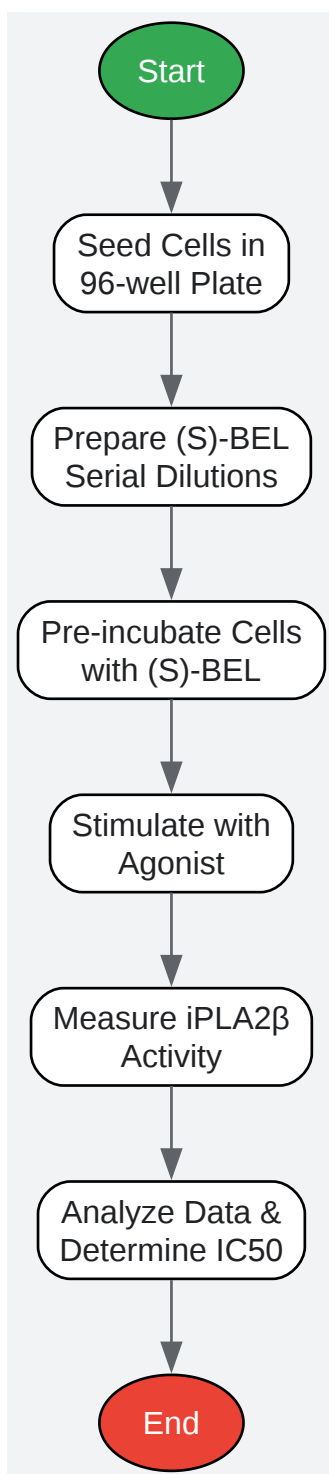 Start
Seed Cells in
96-well Plate
Prepare (S)-BEL
Serial Dilutions
Pre-incubate Cells
with (S)-BEL
Stimulate with
Agonist
Measure iPLA2β
Activity
Analyze Data &
Determine IC50
End